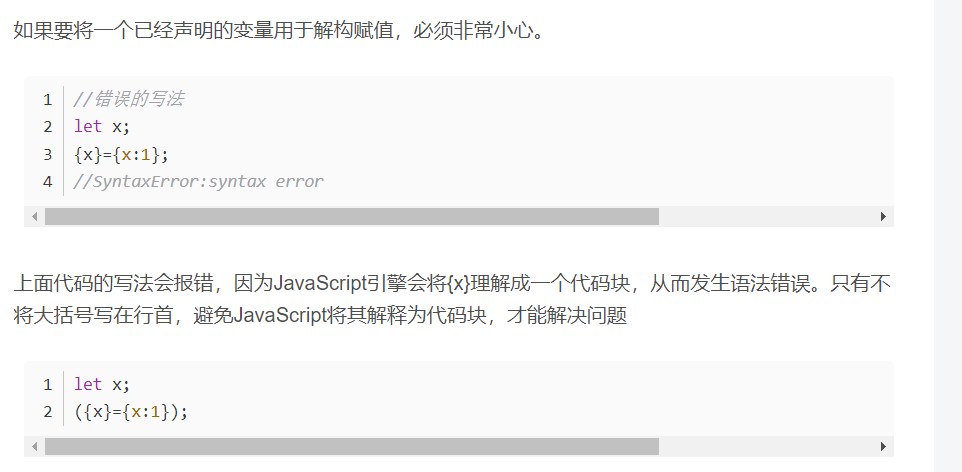 如果要将一个已经声明的变量用于解构赋值，必须非常小心。
1 //错误的写法
2 let x;
3 {x}={x:1};
4 //SyntaxError:syntax error
上面代码的写法会报错，因为JavaScript引擎会将{x}理解成一个代码块，从而发生语法错误。只有不
将大括号写在行首，避免JavaScript将其解释为代码块，才能解决问题
1 let x;
2 ({x}={x:1});